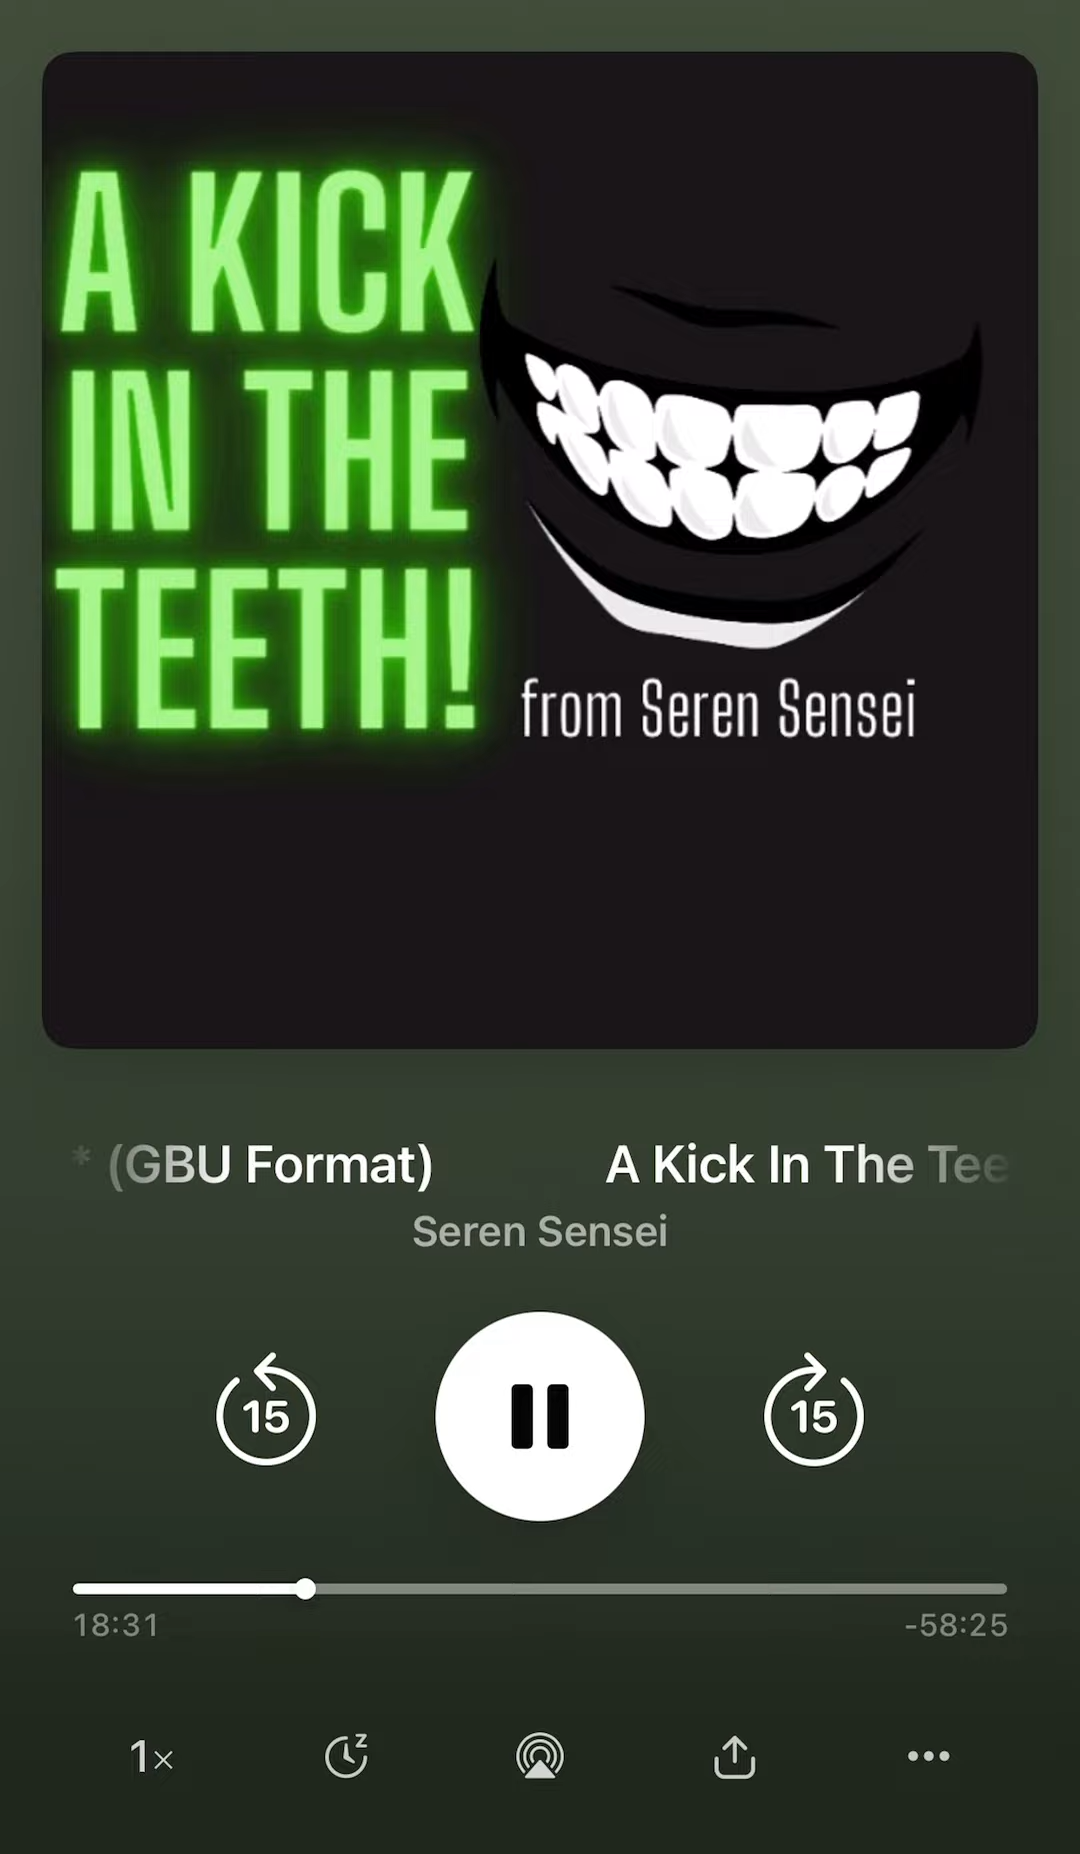 A KICK
IN THE
TEETH!
from Seren Sensei
* (GBU Format) A Kick In The Tee
Seren Sensei
15
15
18:31
-58:25
1×
z